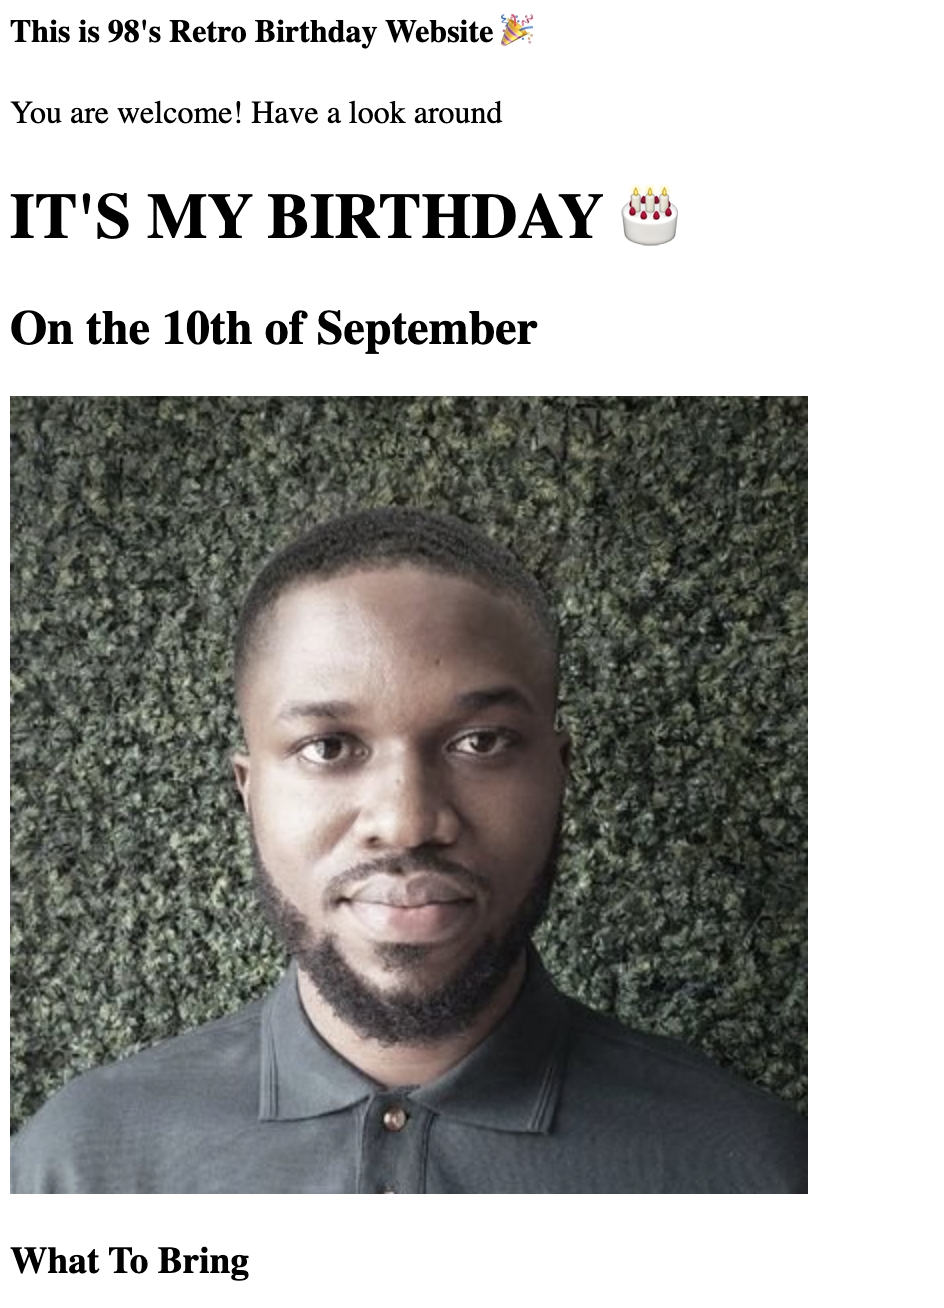 This is 98's Retro Birthday Website 🎉
You are welcome! Have a look around
IT'S MY BIRTHDAY 🎂
On the 10th of September
What To Bring